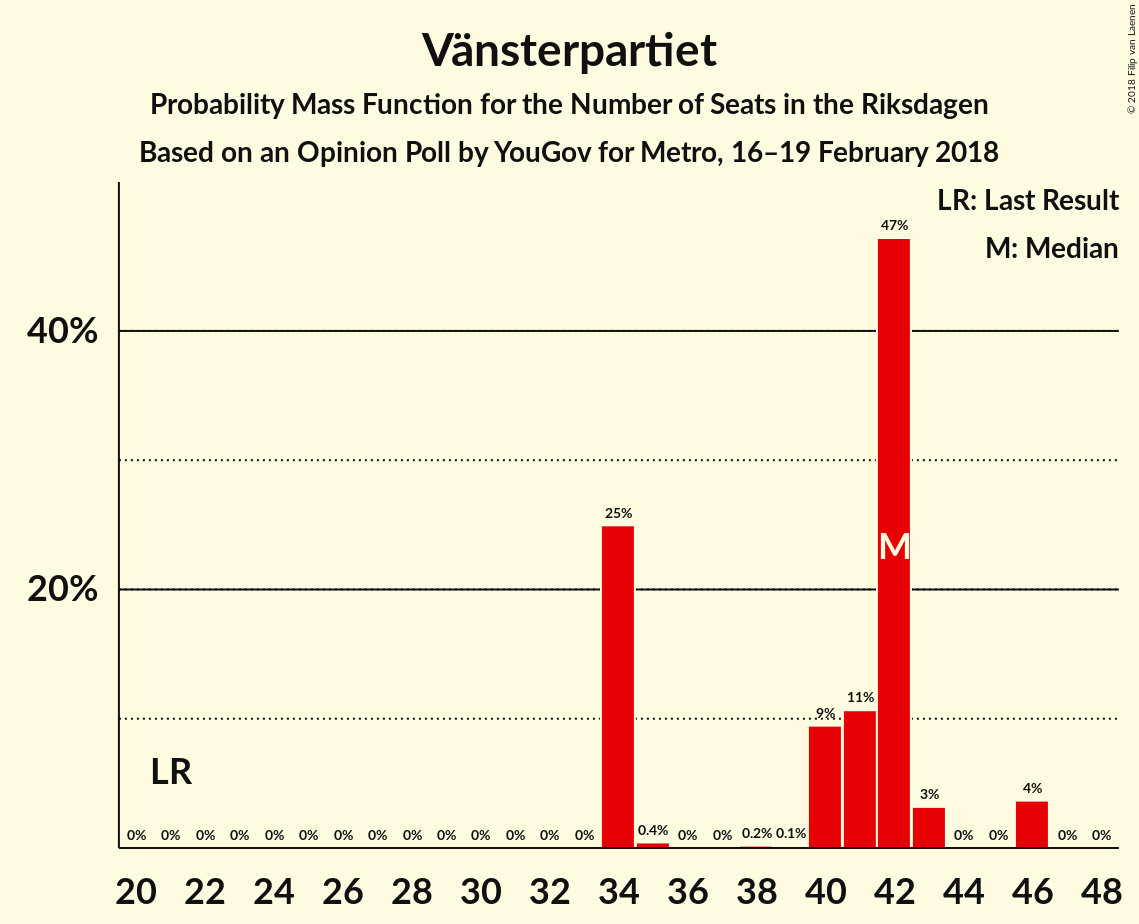 Vänsterpartiet
Probability Mass Function for the Number of Seats in the Riksdagen
Based on an Opinion Poll by YouGov for Metro, 16–19 February 2018
© 2018 Filip van Laenen
LR: Last Result
M: Median
47%
40%
25%
M
20%
11%
9%
LR
4%
3%
0% 0% 0% 0% 0% 0% 0% 0% 0% 0% 0% 0% 0% 0% 0.4% 0% 0% 0.2% 0.1% 0% 0% 0% 0%
20 22 24 26 28 30 32 34 36 38 40 42 44 46 48